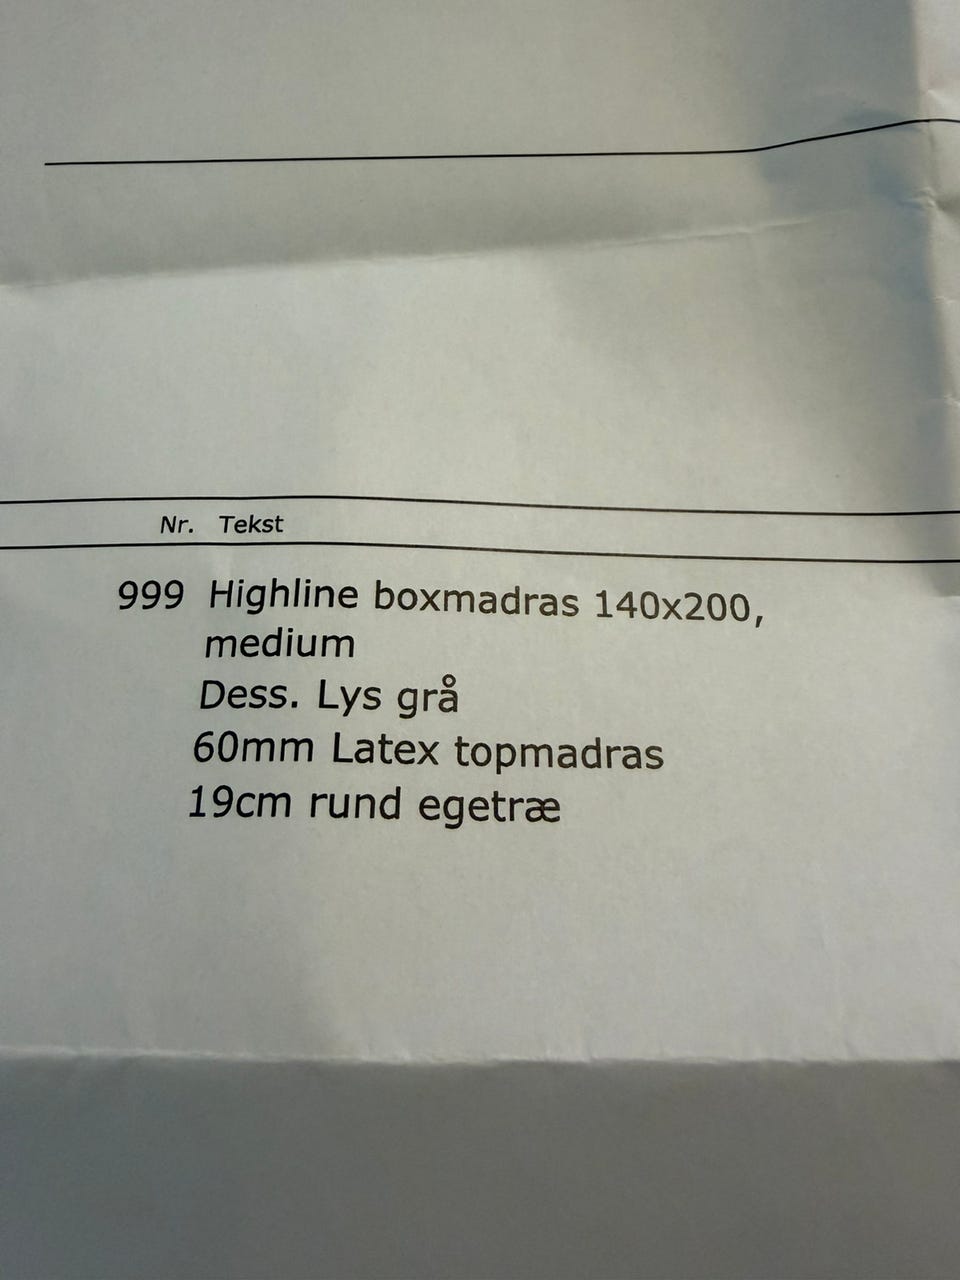 Nr. Tekst
999 Highline boxmadras 140x200,
medium
Dess. Lys grå
60mm Latex topmadras
19cm rund egetræ